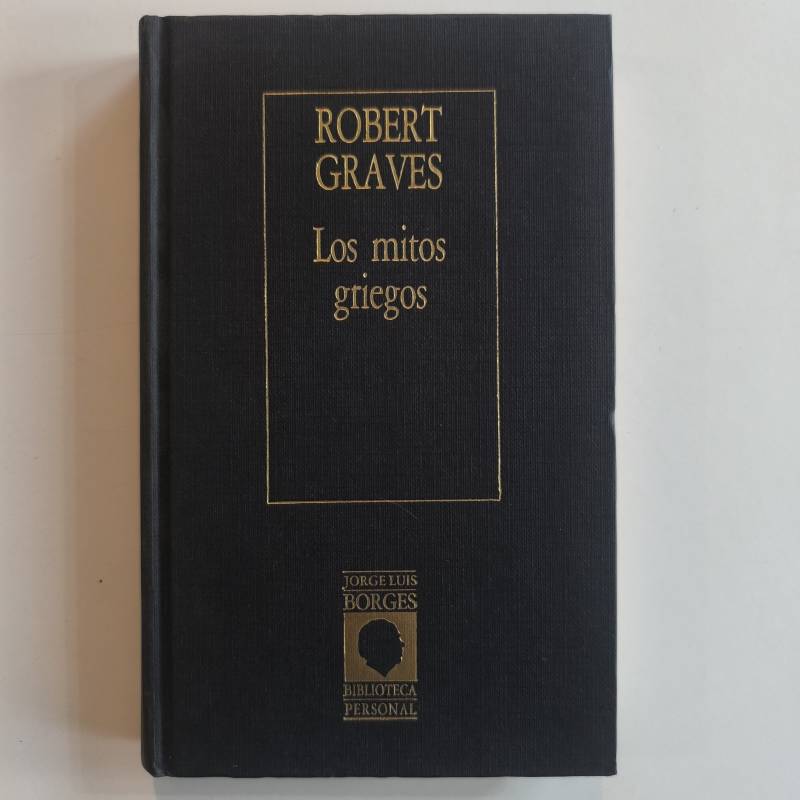 ROBERT
GRAVES
Los mitos
griegos
JORGE LUIS
BORGES
BIBLIOTECA
PERSONAL